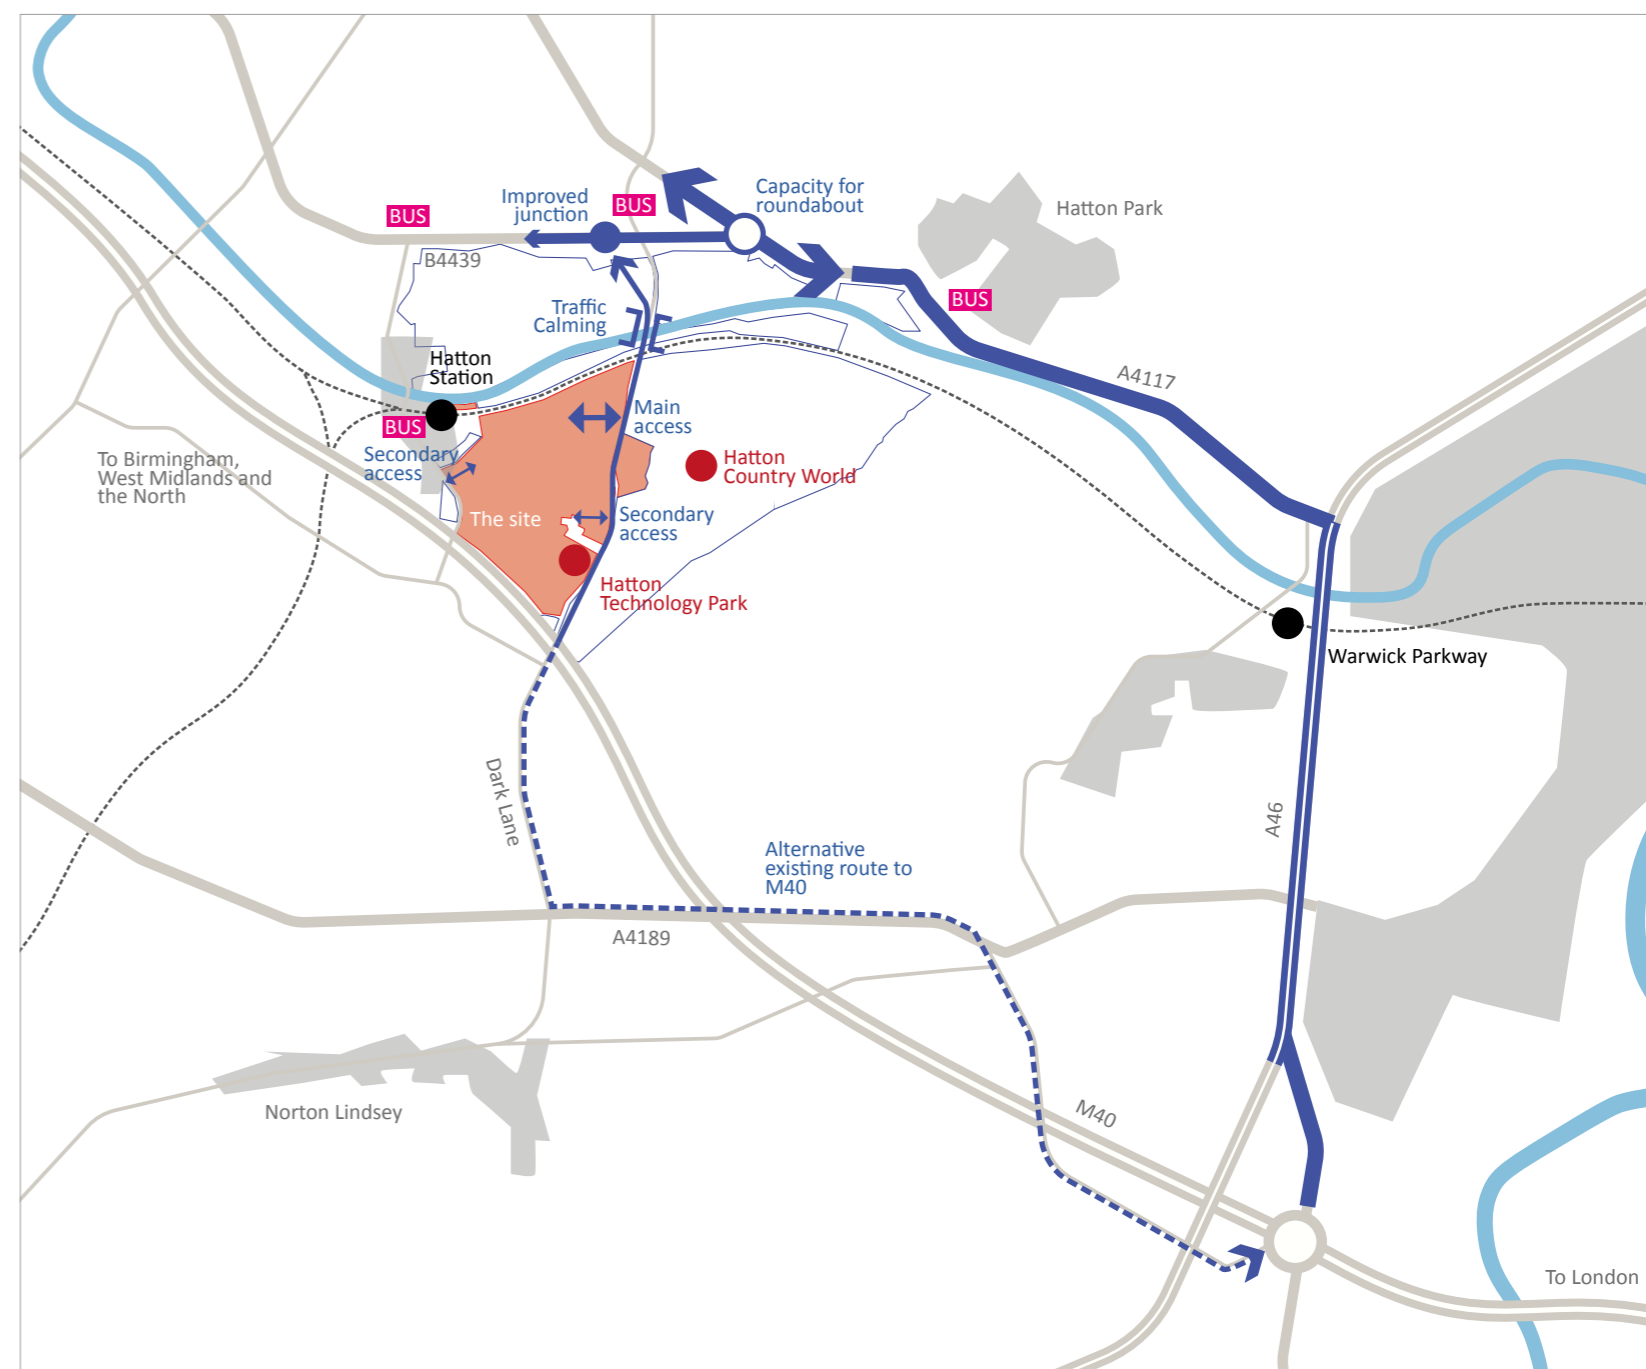 Improved
junction
BUS
Capacity for
roundabout
BUS
Hatton Park
B4439
BUS
Traffic
Calming
Hatton
Station
A4117
Main
access
BUS
Secondary
access
To Birmingham,
West Midlands and
the North
Hatton
Country World
The site
Secondary
access
Hatton
Technology Park
Warwick Parkway
Dark Lane
A46
Alternative
existing route to
M40
A4189
M40
Norton Lindsey
To London